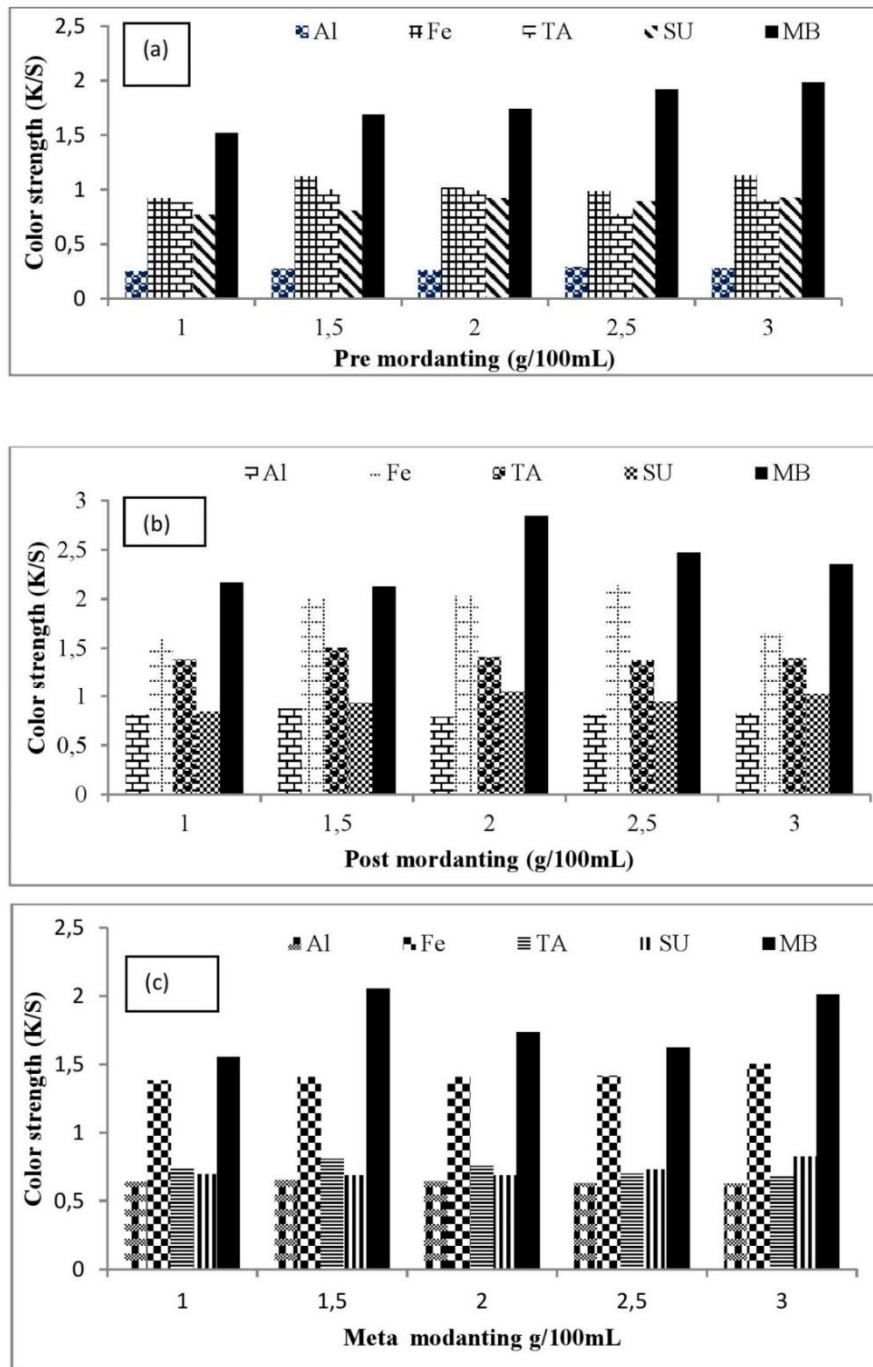 2,5
Al Fe TA SU MB
(a)
2
1,5
1
0,5
0
Color strength (K/S)
1 1,5 2 2,5 3
Pre mordanting (g/100mL)
Al Fe TA SU MB
3
(b)
2,5
2
1,5
1
0,5
0
Color strength (K/S)
1 1,5 2 2,5 3
Post mordanting (g/100mL)
2,5
Al Fe TA SU MB
(c)
2
1,5
1
0,5
0
Color strength (K/S)
1 1,5 2 2,5 3
Meta modanting g/100mL